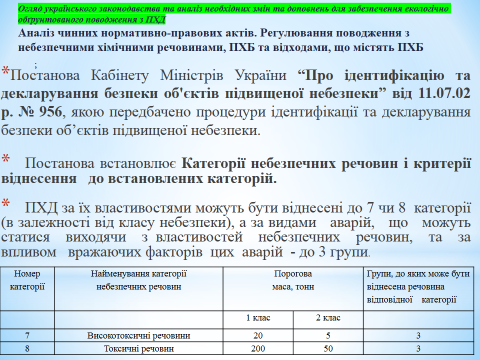 Огляд українського законодавства та аналіз необхідних змін та доповнень для забезпечення екологічно
обґрунтованого поводження з ПХД
Аналіз чинних нормативно-правових актів. Регулювання поводження з
небезпечними хімічними речовинами, ПХБ та відходами, що містять ПХБ
;
*Постанова Кабінету Міністрів України “Про ідентифікацію та
декларування безпеки об'єктів підвищеної небезпеки” від 11.07.02
р. № 956, якою передбачено процедури ідентифікації та декларування
безпеки об’єктів підвищеної небезпеки.
* Постанова встановлює Категорії небезпечних речовин і критерії
віднесення до встановлених категорій.
* ПХД за їх властивостями можуть бути віднесені до 7 чи 8 категорії
(в залежності від класу небезпеки), а за видами аварій, що можуть
статися виходячи з властивостей небезпечних речовин, та за
впливом вражаючих факторів цих аварій - до 3 групи.
Номер Найменування категорії Порогова Групи, до яких може бути
категорії небезпечних речовин маса, тонн віднесена речовина
відповідної категорії
1 клас 2 клас
7 Високотоксичні речовини 20 5 3
8 Токсичні речовини 200 50 3